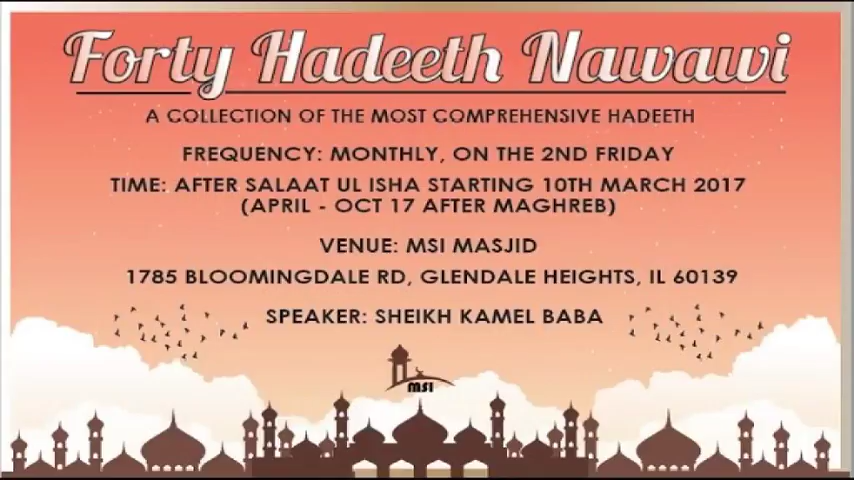 Forty Hadeeth Nawawi
A COLLECTION OF THE MOST COMPREHENSIVE HADEETH
FREQUENCY: MONTHLY, ON THE 2ND FRIDAY
TIME: AFTER SALAAT UL ISHA STARTING 10TH MARCH 2017
(APRIL - OCT 17 AFTER MAGHREB)
VENUE: MSI MASJID
1785 BLOOMINGDALE RD, GLENDALE HEIGHTS, IL 60139
SPEAKER: SHEIKH KAMEL BABA
MSI